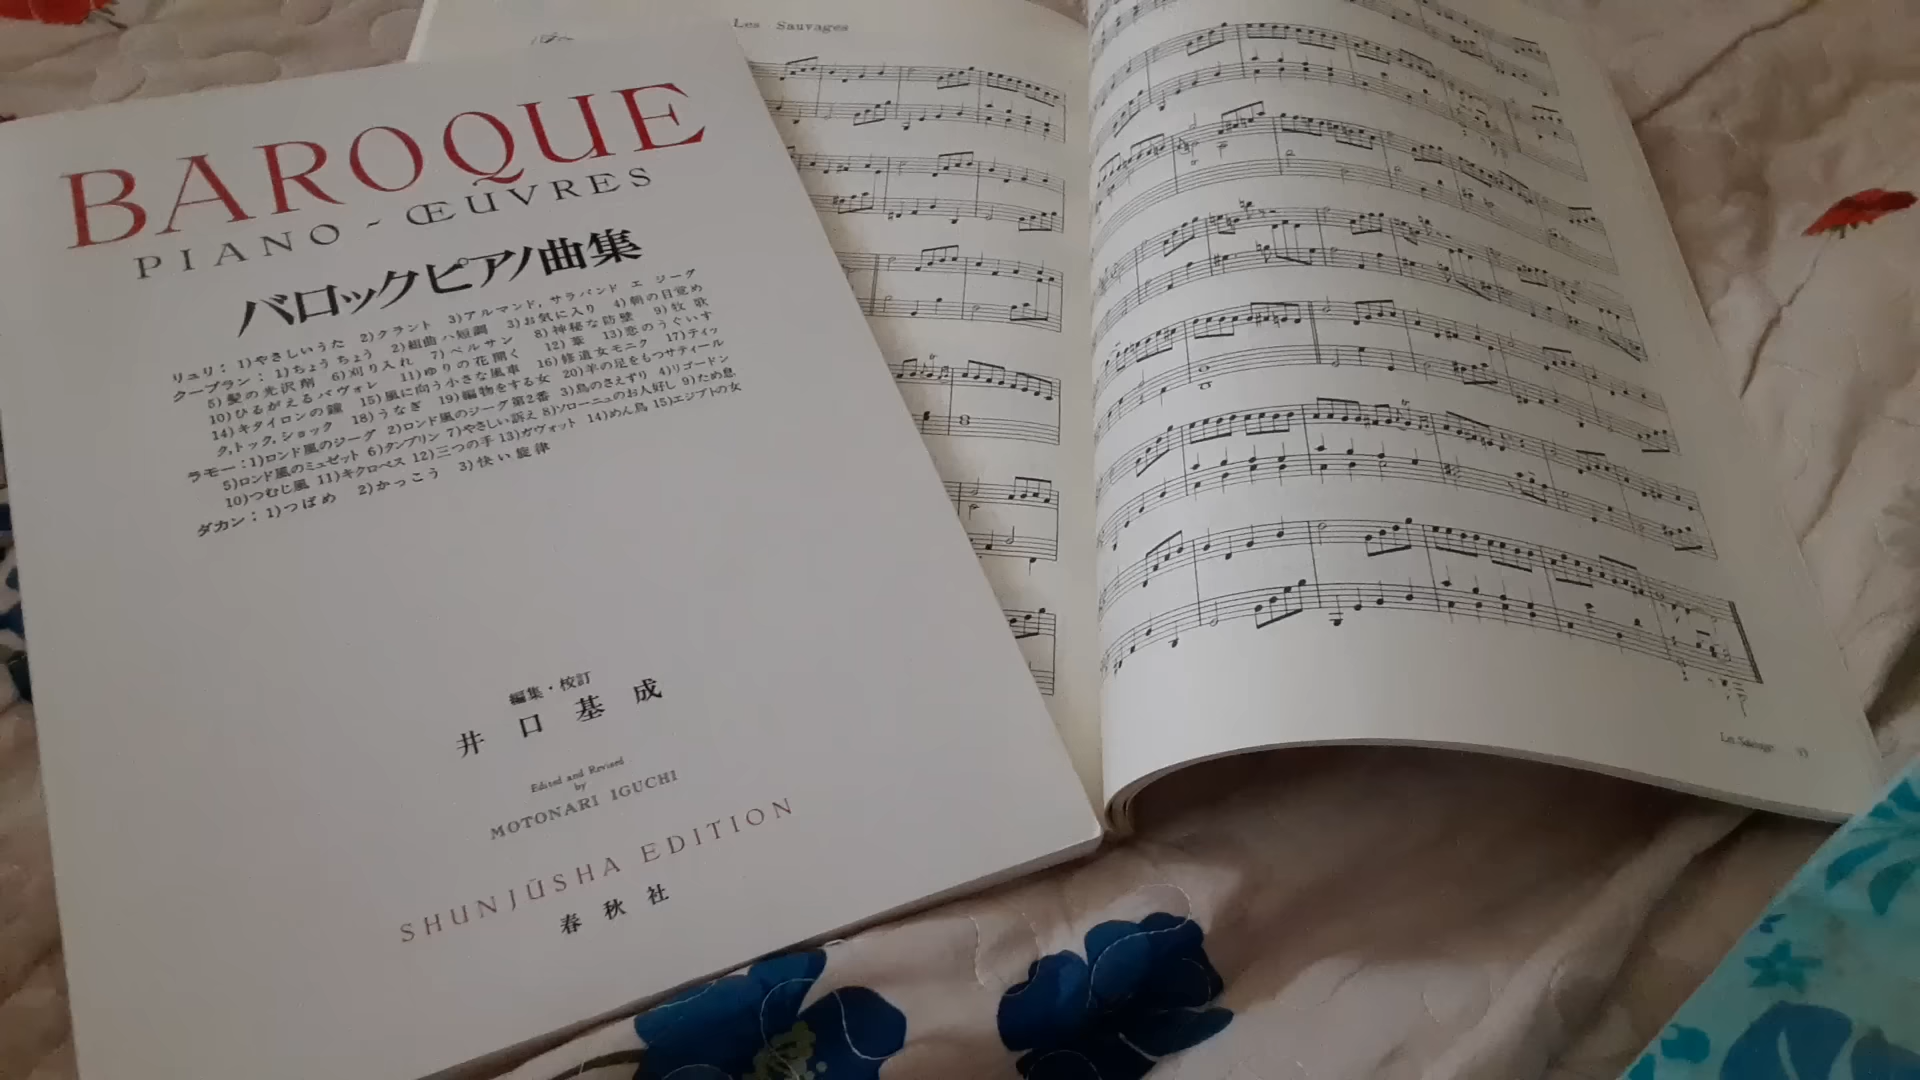 BAROQUE
PIANO - ŒUVRES
バロックピアノ曲集
リュリ: 1)やさしいうた 2)クラント 3)アルマンド, サラバンド エ ジーグ
クープラン: 1)ちょうちょう 2)組曲ハ短調 3)お気に入り 4)朝の目覚め
5)髪の光沢剤 6)刈り入れ 7)ベルサン 8)神秘な防壁 9)牧歌
10)ひるがえるバヴォレ 11)ゆりの花開く 12)葦 13)恋のうぐいす
14)キタイロンの鐘 15)風に向う小さな風車 16)修道女モニク 17)ティッ
ク,トック,ショック 18)うなぎ 19)編物をする女 20)羊の足をもつサティール
ラモー: 1)ロンド風のジーグ 2)ロンド風のジーグ第2番 3)鳥のさえずり 4)リゴードン
5)ロンド風のミュゼット 6)タンブリン 7)やさしい訴え 8)ソローニュのお人好し 9)ため息
10)つむじ風 11)キクロペス 12)三つの手 13)ガヴォット 14)めん鳥 15)エジプトの女
ダカン: 1)つばめ 2)かっこう 3)快い旋律
編集・校訂
井口基成
Edited and Revised
by
MOTONARI IGUCHI
SHUNJŪSHA EDITION
春秋社
Les Sauvages